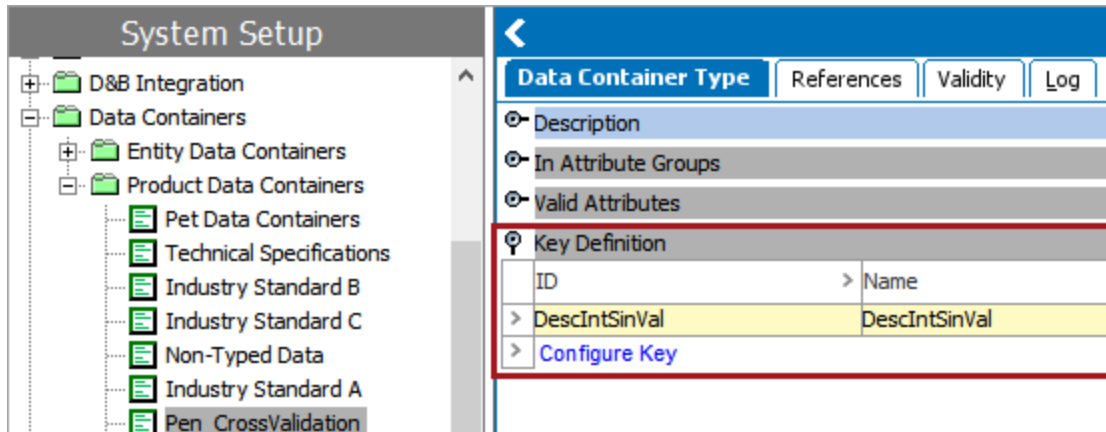 System Setup
D&B Integration
Data Containers
Entity Data Containers
Product Data Containers
Pet Data Containers
Technical Specifications
Industry Standard B
Industry Standard C
Non-Typed Data
Industry Standard A
Pen_CrossValidation
Data Container Type References Validity Log
Description
In Attribute Groups
Valid Attributes
Key Definition
ID > Name
> DescIntSinVal DescIntSinVal
> Configure Key